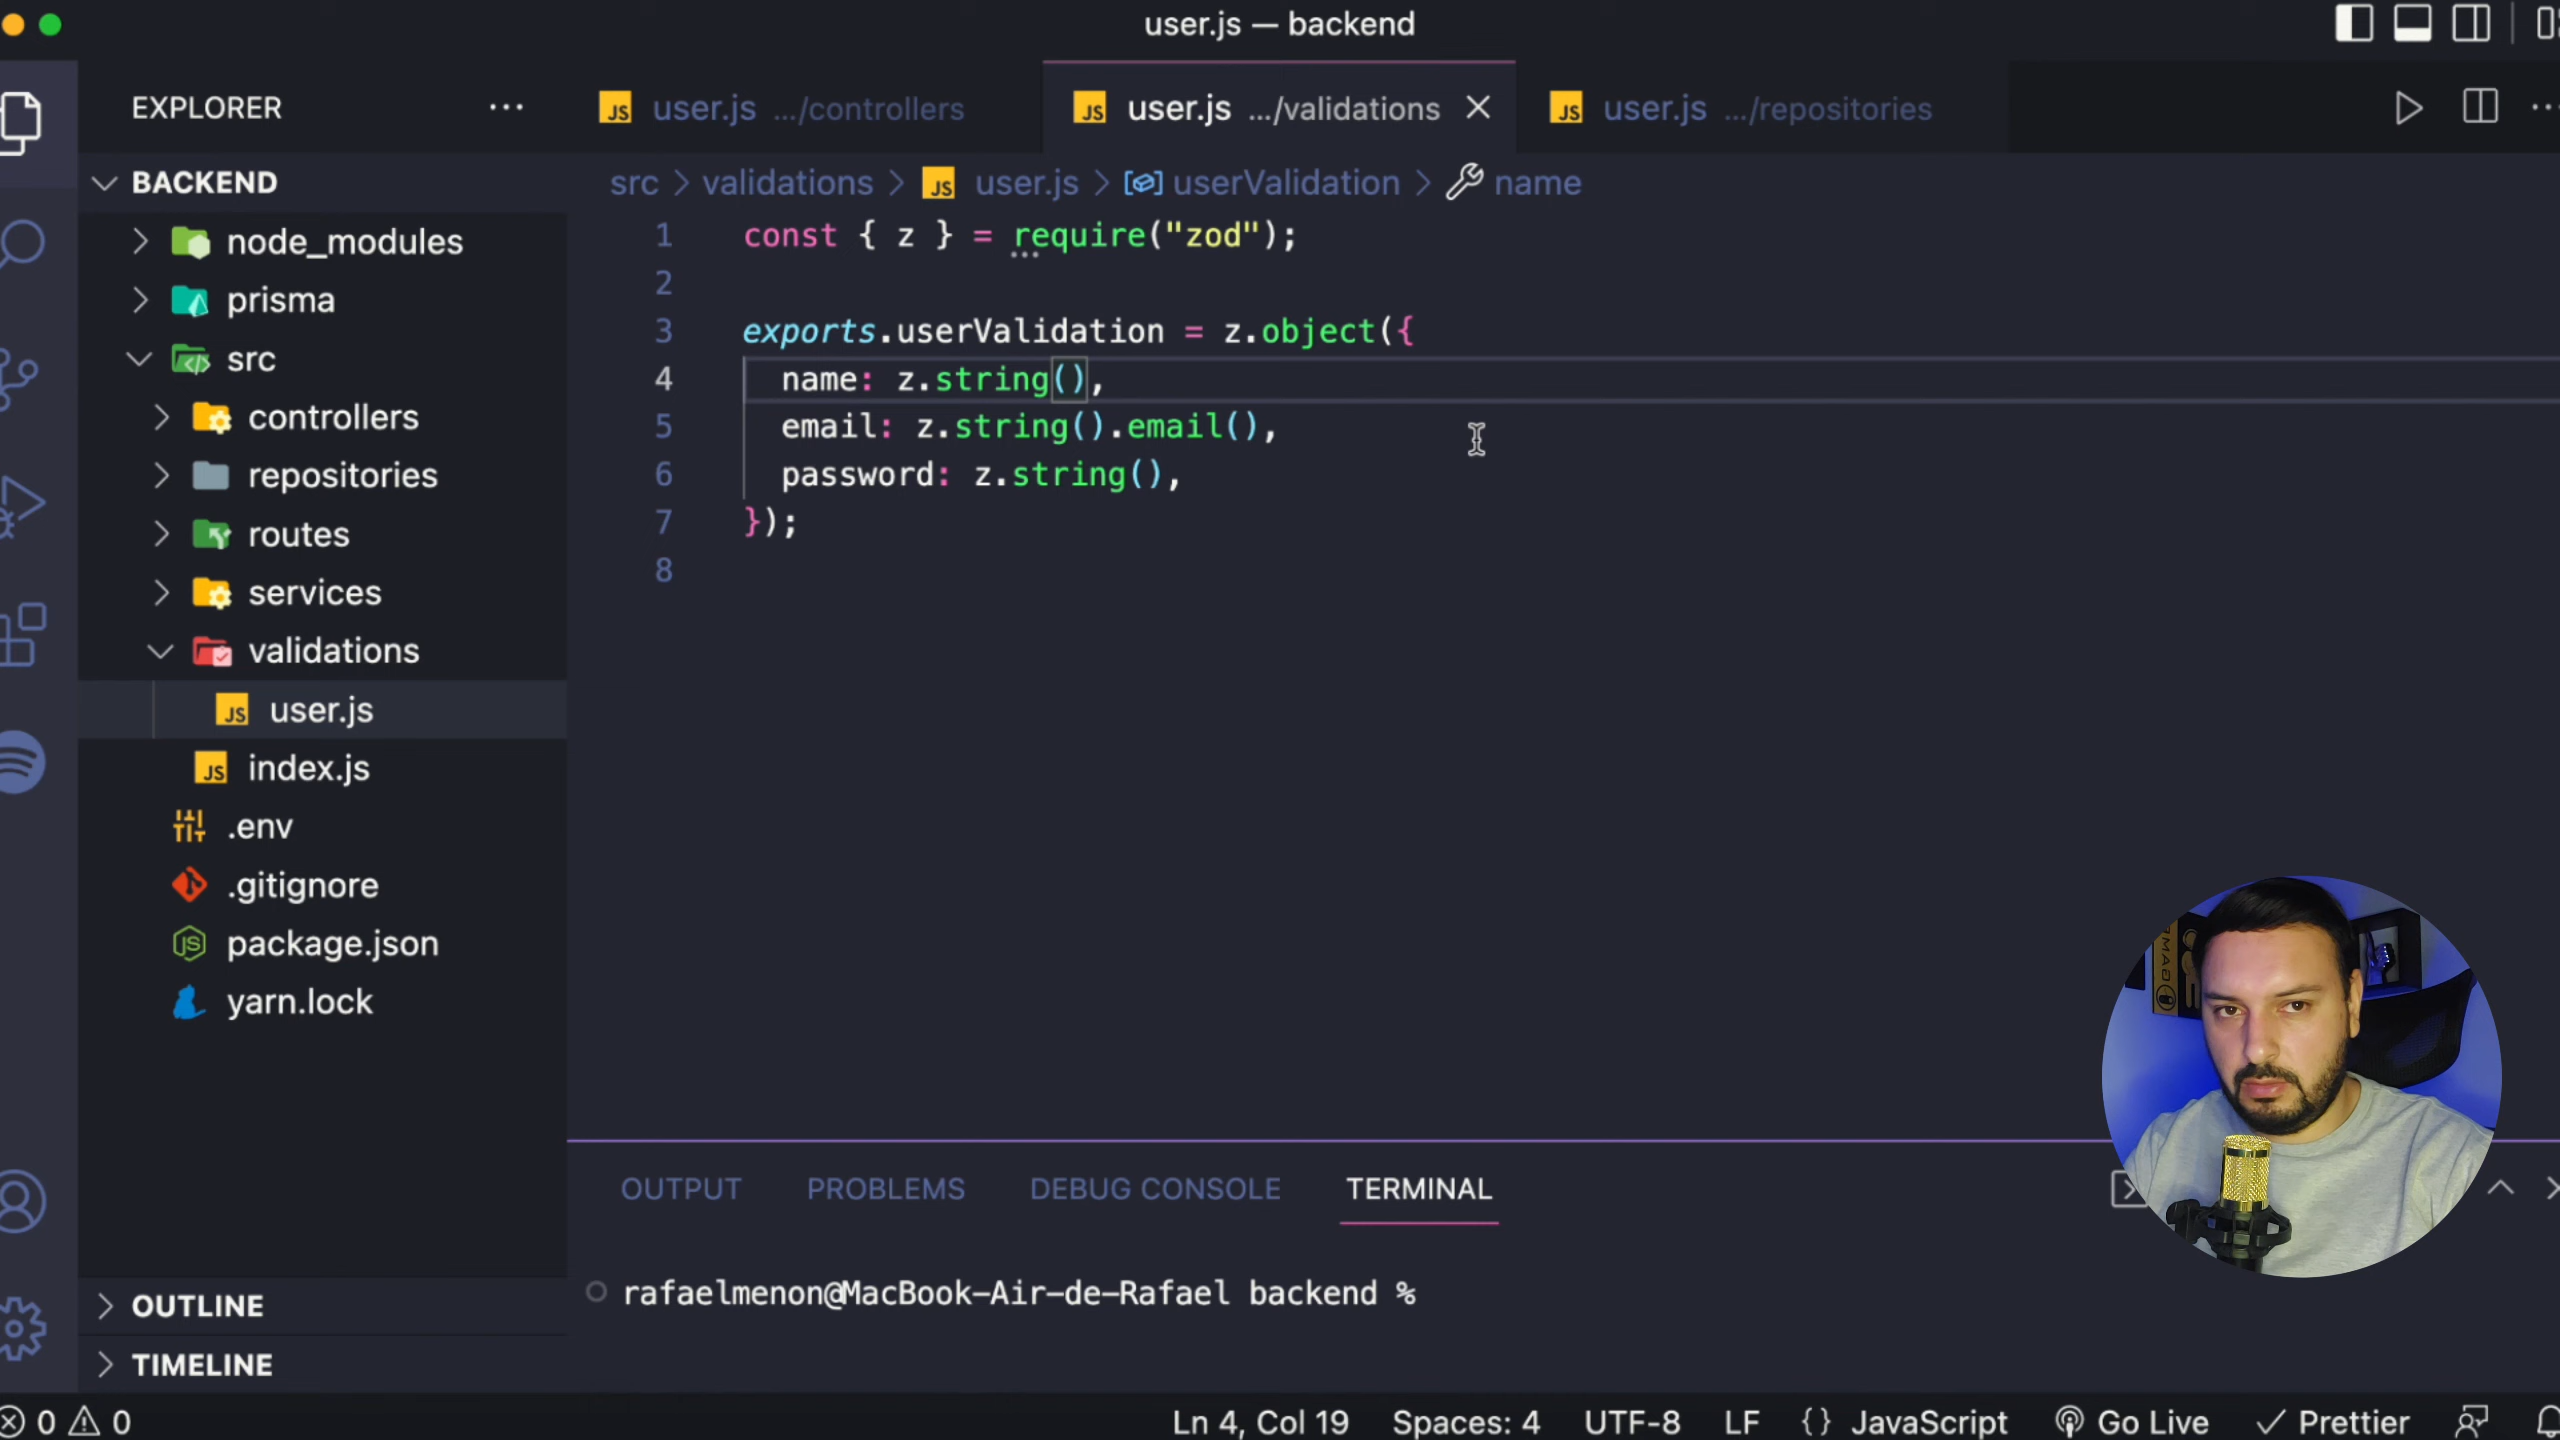 user.js — backend
EXPLORER
user.js .../controllers
user.js .../validations
user.js .../repositories
BACKEND
src > validations > JS user.js > userValidation > name
node_modules
prisma
src
controllers
repositories
routes
services
validations
JS user.js
JS index.js
.env
.gitignore
package.json
yarn.lock
OUTLINE
TIMELINE
1 const { z } = require("zod");
2
3 exports.userValidation = z.object({
4 name: z.string(),
5 email: z.string().email(),
6 password: z.string(),
7 });
8
OUTPUT PROBLEMS DEBUG CONSOLE TERMINAL
rafaelmenon@MacBook-Air-de-Rafael backend %
0 0 Ln 4, Col 19 Spaces: 4 UTF-8 LF {} JavaScript Go Live Prettier